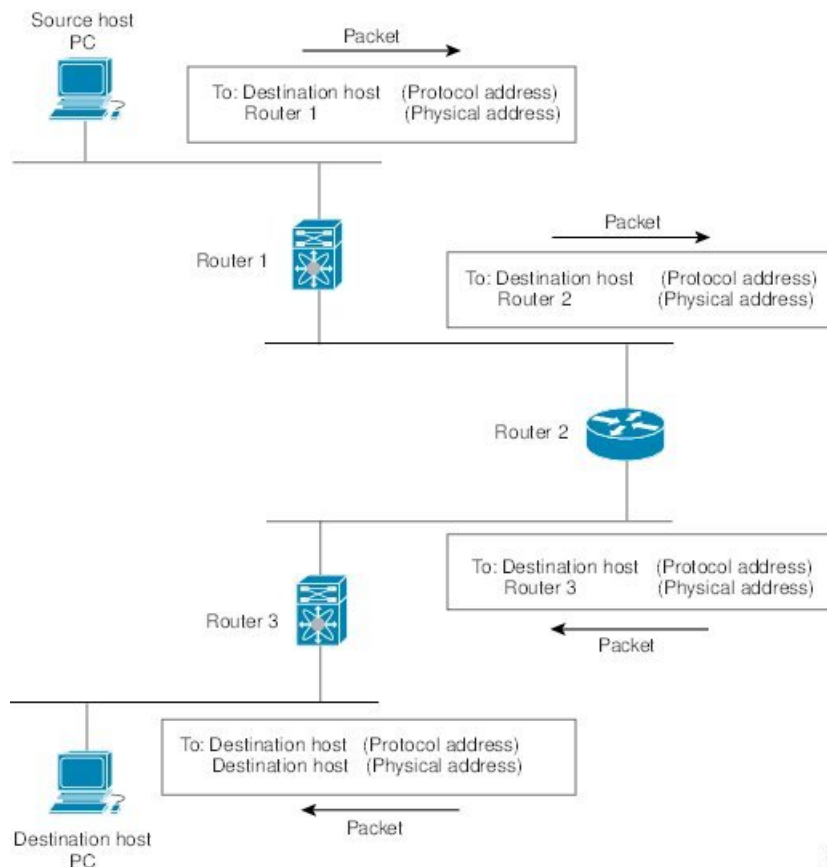 Source host
PC
Packet
To: Destination host (Protocol address)
Router 1 (Physical address)
Router 1
Packet
To: Destination host (Protocol address)
Router 2 (Physical address)
Router 2
To: Destination host (Protocol address)
Router 3 (Physical address)
Packet
Router 3
To: Destination host (Protocol address)
Destination host (Physical address)
Packet
Destination host
PC